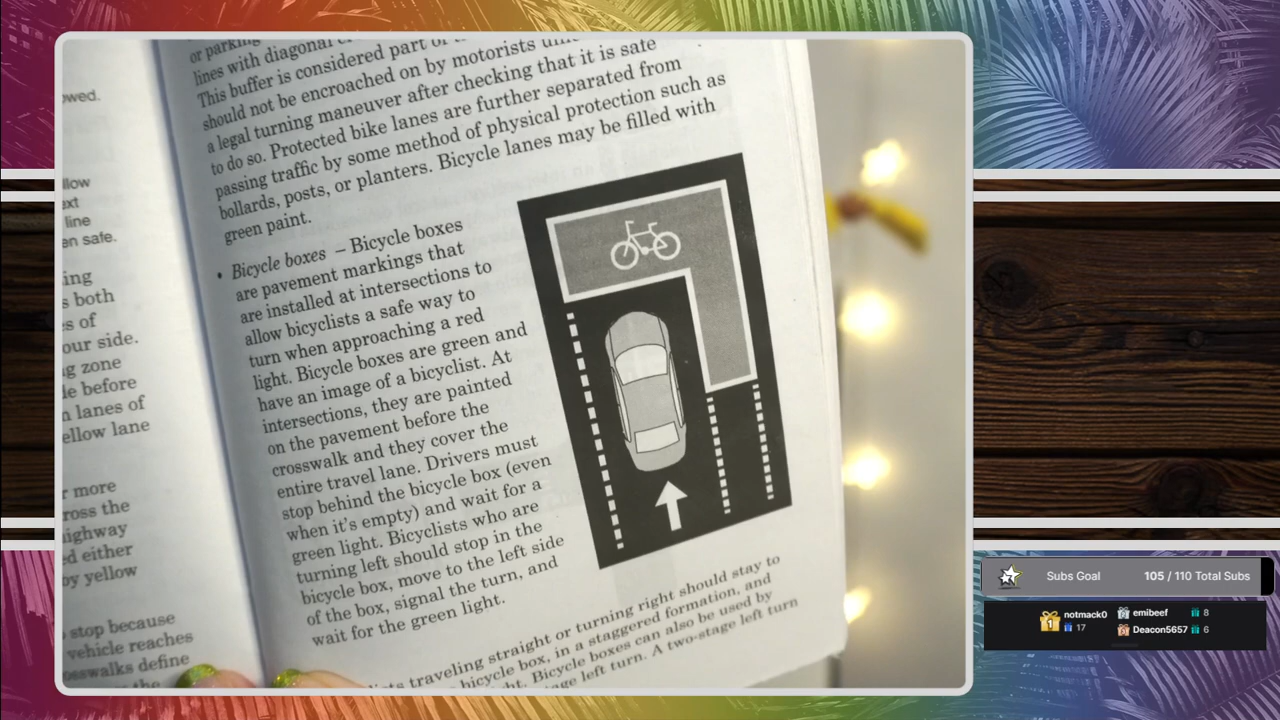 owed.
llow
ext
line
en safe.
ing
s both
es of
our side.
g zone
le before
n lanes of
ellow lane
r more
ross the
ighway
ed either
by yellow
stop because
vehicle reaches
osswalks define
the
or parking
lines with diagonal
This buffer is considered part of
should not be encroached on by motorists
a legal turning maneuver after checking that it is safe
to do so. Protected bike lanes are further separated from
passing traffic by some method of physical protection such as
bollards, posts, or planters. Bicycle lanes may be filled with
green paint.
• Bicycle boxes – Bicycle boxes
are pavement markings that
are installed at intersections to
allow bicyclists a safe way to
turn when approaching a red
light. Bicycle boxes are green and
have an image of a bicyclist. At
intersections, they are painted
on the pavement before the
crosswalk and they cover the
entire travel lane. Drivers must
stop behind the bicycle box (even
when it's empty) and wait for a
green light. Bicyclists who are
turning left should stop in the
bicycle box, move to the left side
of the box, signal the turn, and
wait for the green light.
traveling straight or turning right should stay to
bicycle box, in a staggered formation, and
ht. Bicycle boxes can also be used by
age left turn. A two-stage left turn
Subs Goal 105 / 110 Total Subs
notmack0 17
emibeef 8
Deacon5657 6